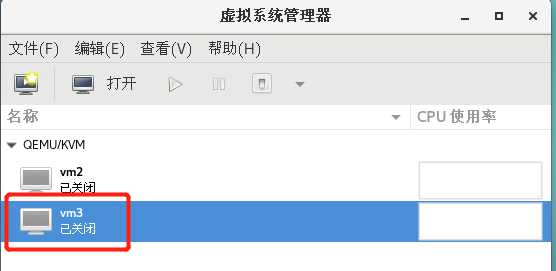 虚拟系统管理器
文件(F) 编辑(E) 查看(V) 帮助(H)
打开
名称 CPU 使用率
QEMU/KVM
vm2
已关闭
vm3
已关闭